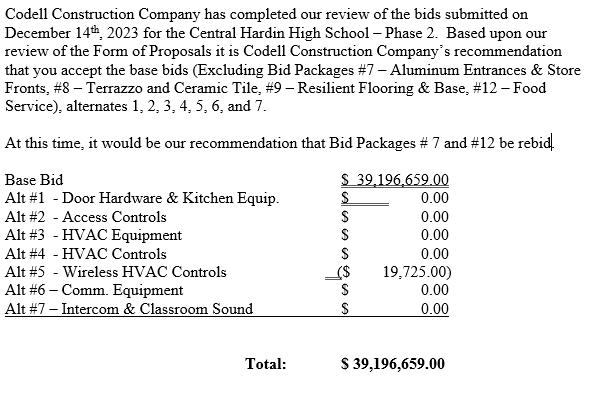 Codell Construction Company has completed our review of the bids submitted on
December 14th, 2023 for the Central Hardin High School – Phase 2.  Based upon our
review of the Form of Proposals it is Codell Construction Company's recommendation
that you accept the base bids (Excluding Bid Packages #7 – Aluminum Entrances & Store
Fronts, #8 – Terrazzo and Ceramic Tile, #9 – Resilient Flooring & Base, #12 – Food
Service), alternates 1, 2, 3, 4, 5, 6, and 7.
At this time, it would be our recommendation that Bid Packages # 7 and #12 be rebid.
Base Bid $ 39,196,659.00
Alt #1 - Door Hardware & Kitchen Equip. $ 0.00
Alt #2 - Access Controls $ 0.00
Alt #3 - HVAC Equipment $ 0.00
Alt #4 - HVAC Controls $ 0.00
Alt #5 - Wireless HVAC Controls ($ 19,725.00)
Alt #6 – Comm. Equipment $ 0.00
Alt #7 – Intercom & Classroom Sound $ 0.00
Total: $ 39,196,659.00